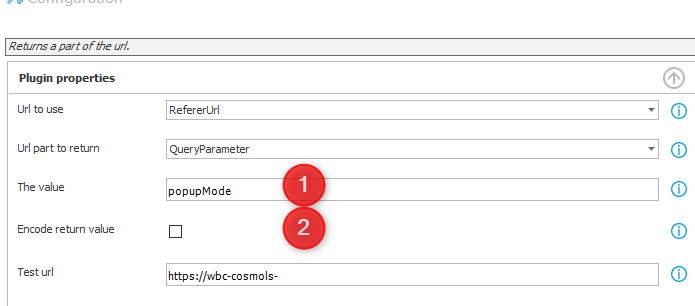 Configuration
Returns a part of the url.
Plugin properties
Url to use
RefererUrl
Url part to return
QueryParameter
The value
popupMode
1
Encode return value
2
Test url
https://wbc-cosmols-